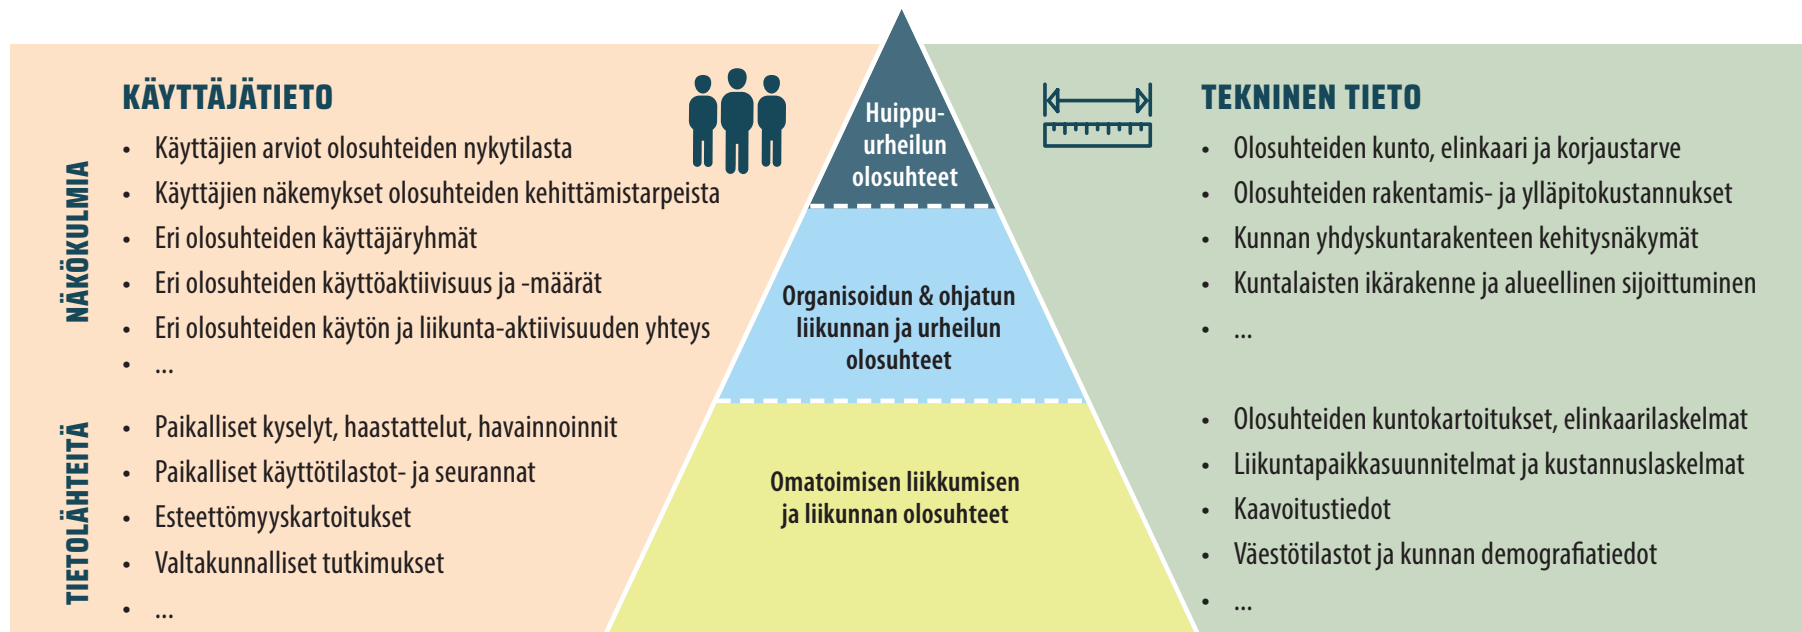 KÄYTTÄJÄTIETO
NÄKÖKULMIA
• Käyttäjien arviot olosuhteiden nykytilasta
• Käyttäjien näkemykset olosuhteiden kehittämistarpeista
• Eri olosuhteiden käyttäjäryhmät
• Eri olosuhteiden käyttöaktiivisuus ja -määrät
• Eri olosuhteiden käytön ja liikunta-aktiivisuuden yhteys
• ...
TIETOLÄHTEITÄ
• Paikalliset kyselyt, haastattelut, havainnoinnit
• Paikalliset käyttötilastot- ja seurannat
• Esteettömyyskartoitukset
• Valtakunnalliset tutkimukset
• ...
Huippu-
urheilun
olosuhteet
Organisoidun & ohjatun
liikunnan ja urheilun
olosuhteet
Omatoimisen liikkumisen
ja liikunnan olosuhteet
TEKNINEN TIETO
• Olosuhteiden kunto, elinkaari ja korjaustarve
• Olosuhteiden rakentamis- ja ylläpitokustannukset
• Kunnan yhdyskuntarakenteen kehitysnäkymät
• Kuntalaisten ikärakenne ja alueellinen sijoittuminen
• ...
• Olosuhteiden kuntokartoitukset, elinkaarilaskelmat
• Liikuntapaikkasuunnitelmat ja kustannuslaskelmat
• Kaavoitustiedot
• Väestötilastot ja kunnan demografiatiedot
• ...